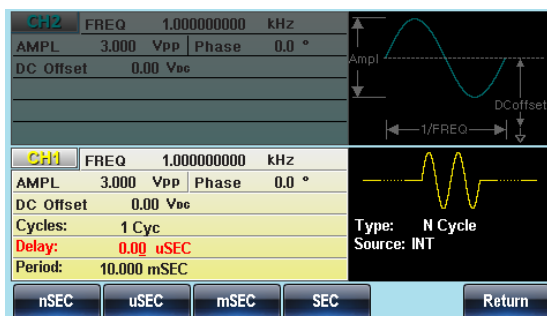 CH2 FREQ 1.000000000 kHz
AMPL 3.000 Vpp Phase 0.0 °
DC Offset 0.00 VDC
Ampl
DCoffset
1/FREQ
CH1 FREQ 1.000000000 kHz
AMPL 3.000 Vpp Phase 0.0 °
DC Offset 0.00 VDC
Cycles: 1 Cyc
Delay: 0.00 uSEC
Period: 10.000 mSEC
Type: N Cycle
Source: INT
nSEC uSEC mSEC SEC Return